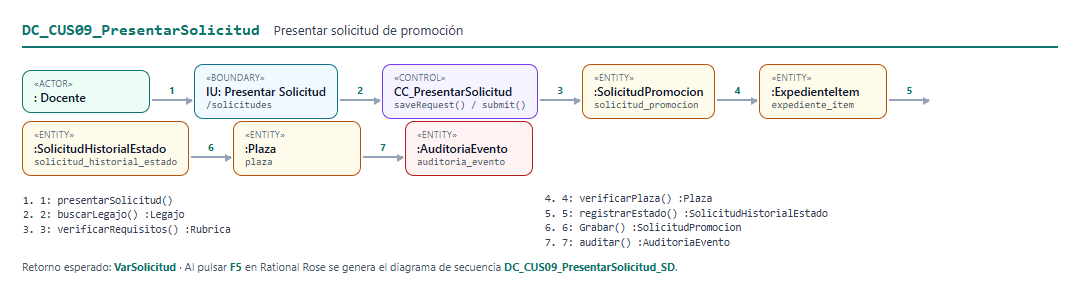 DC_CUS09_PresentarSolicitud Presentar solicitud de promoción
«ACTOR»
: Docente
1
«BOUNDARY»
IU: Presentar Solicitud
/solicitudes
2
«CONTROL»
CC_PresentarSolicitud
saveRequest() / submit()
3
«ENTITY»
:SolicitudPromocion
solicitud_promocion
4
«ENTITY»
:ExpedienteItem
expediente_item
5
«ENTITY»
:SolicitudHistorialEstado
solicitud_historial_estado
6
«ENTITY»
:Plaza
plaza
7
«ENTITY»
:AuditoriaEvento
auditoria_evento
1. 1: presentarSolicitud()
2. 2: buscarLegajo() :Legajo
3. 3: verificarRequisitos() :Rubrica
4. 4: verificarPlaza() :Plaza
5. 5: registrarEstado() :SolicitudHistorialEstado
6. 6: Grabar() :SolicitudPromocion
7. 7: auditar() :AuditoriaEvento
Retorno esperado: VarSolicitud · Al pulsar F5 en Rational Rose se genera el diagrama de secuencia DC_CUS09_PresentarSolicitud_SD.